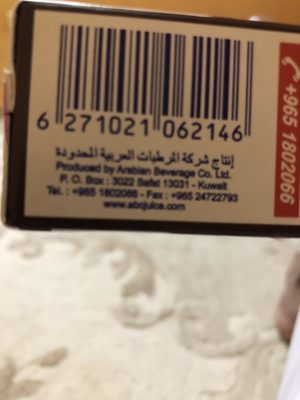 6 271021 062146
إنتاج شركة المرطبات العربية المحدودة
Produced by Arabian Beverage Co. Ltd.
P. O. Box : 3022 Safat 13031 - Kuwait
Tel. : +965 1802066 - Fax : +965 24722793
www.abcjuice.com
+965 1802066